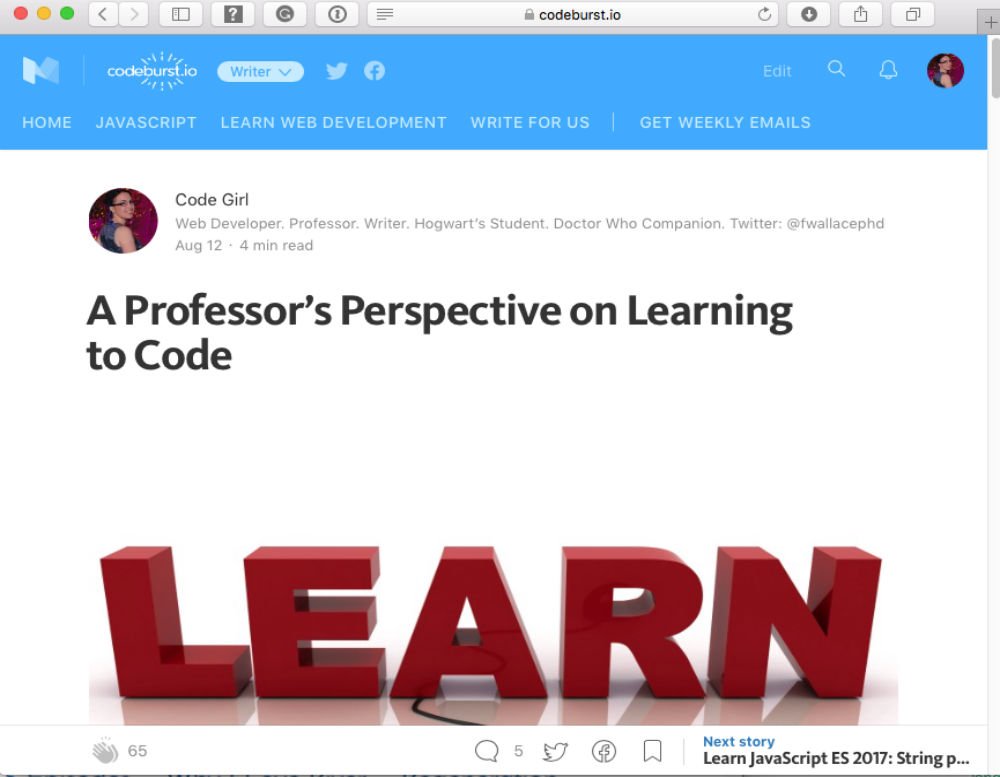 codeburst.io
codeburst.io
Writer
Edit
HOME JAVASCRIPT LEARN WEB DEVELOPMENT WRITE FOR US GET WEEKLY EMAILS
Code Girl
Web Developer. Professor. Writer. Hogwart's Student. Doctor Who Companion. Twitter: @fwallacephd
Aug 12 · 4 min read
A Professor’s Perspective on Learning
to Code
LEARN
65
5
Next story
Learn JavaScript ES 2017: String p...